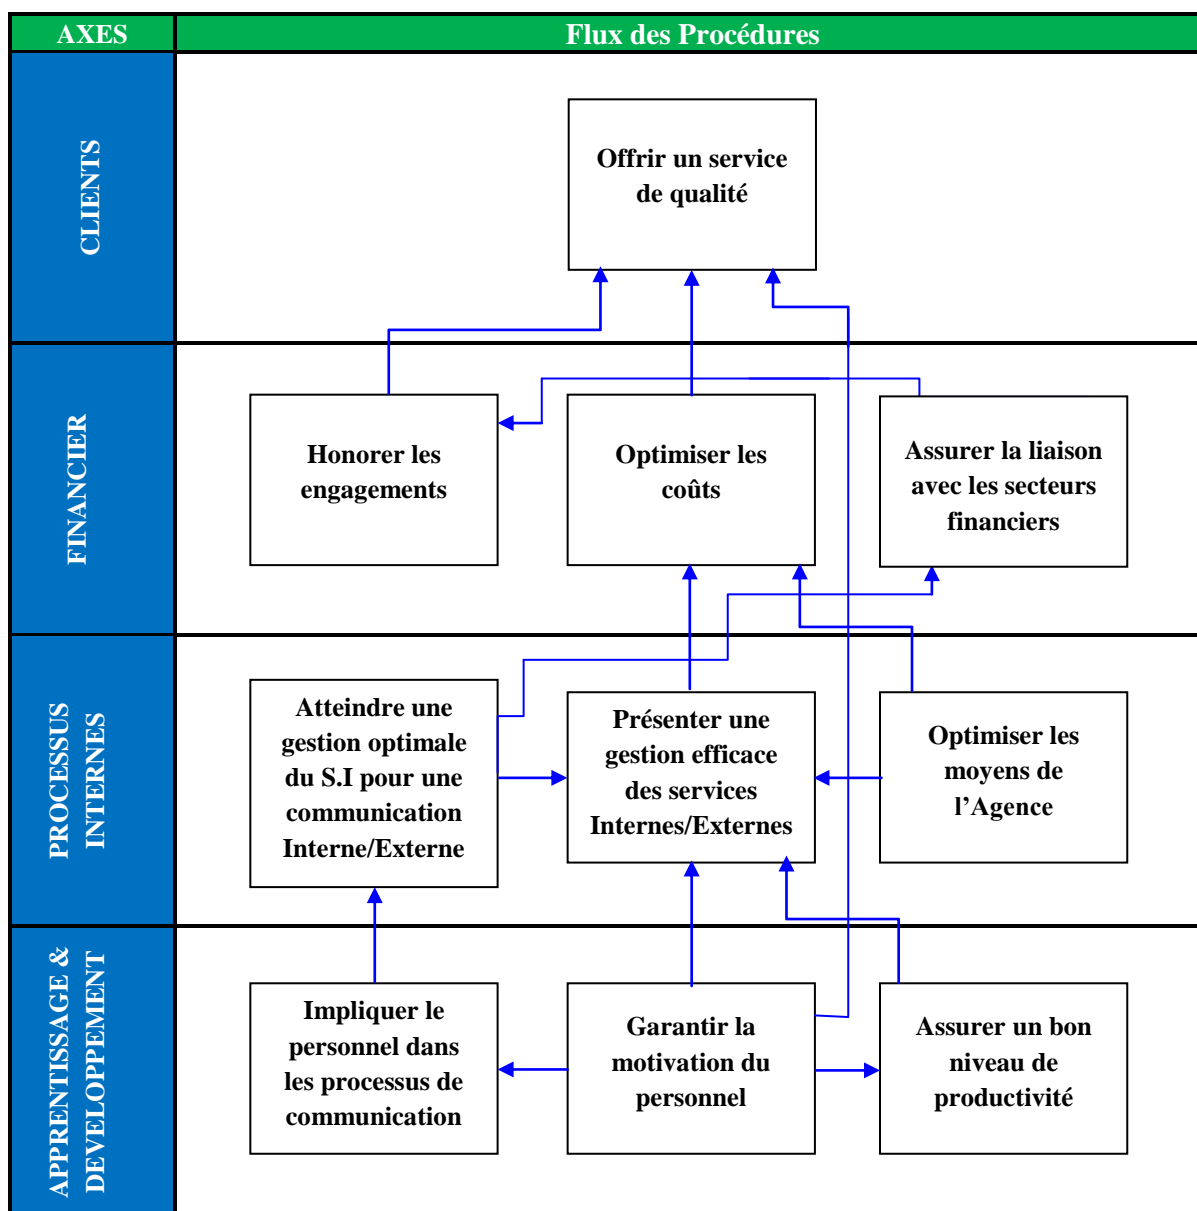 AXES
Flux des Procédures
CLIENTS
Offrir un service
de qualité
FINANCIER
Honorer les
engagements
Optimiser les
coûts
Assurer la liaison
avec les secteurs
financiers
PROCESSUS
INTERNES
Atteindre une
gestion optimale
du S.I pour une
communication
Interne/Externe
Présenter une
gestion efficace
des services
Internes/Externes
Optimiser les
moyens de
l’Agence
APPRENTISSAGE &
DEVELOPPEMENT
Impliquer le
personnel dans
les processus de
communication
Garantir la
motivation du
personnel
Assurer un bon
niveau de
productivité